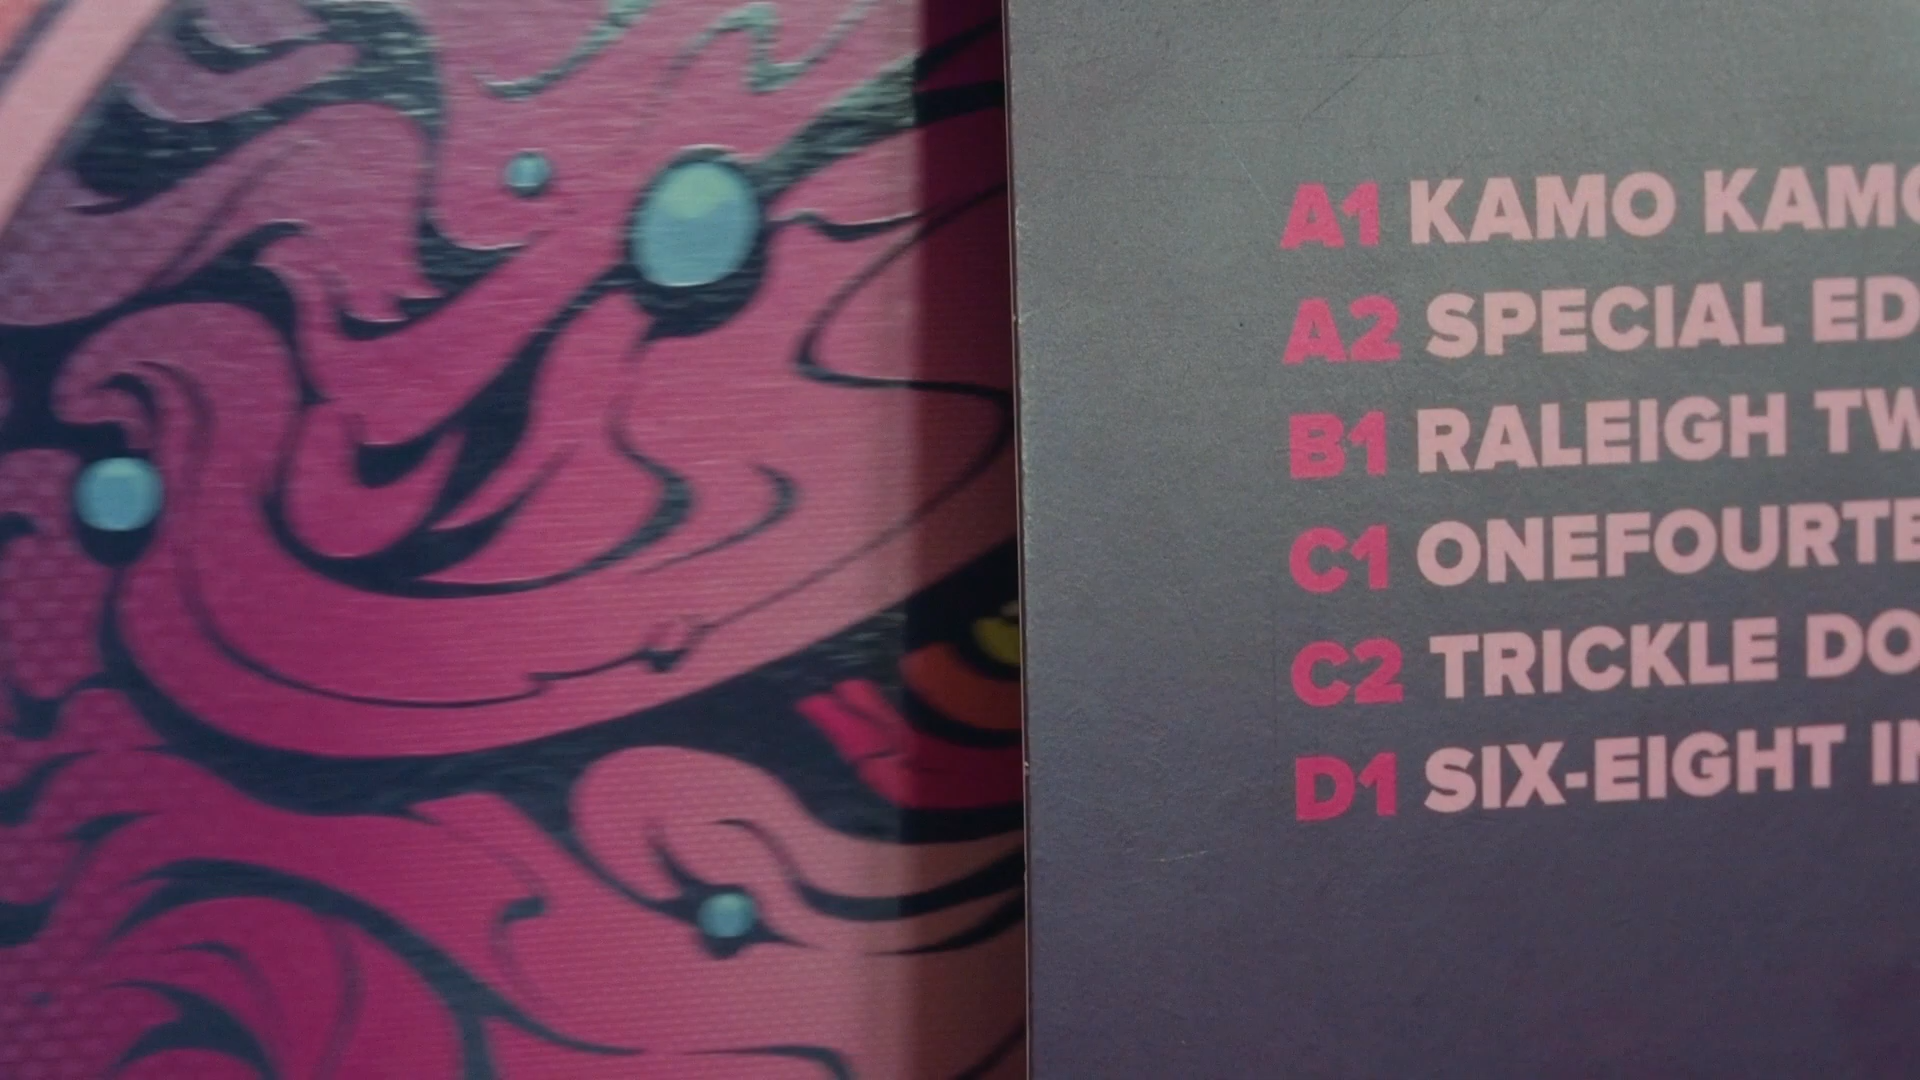 A1 KAMO KAMO
A2 SPECIAL ED
B1 RALEIGH TW
C1 ONEFOURTE
C2 TRICKLE DO
D1 SIX-EIGHT IN